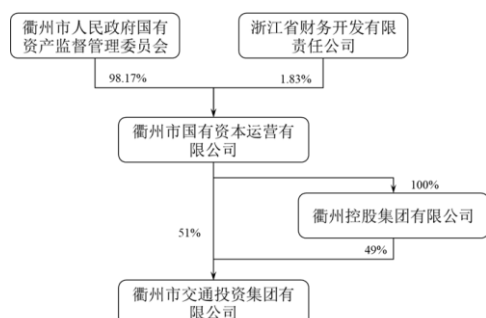 衢州市人民政府国有
资产监督管理委员会
浙江省财务开发有限
责任公司
98.17%
1.83%
衢州市国有资本运营有
限公司
100%
衢州控股集团有限公司
51%
49%
衢州市交通投资集团有
限公司